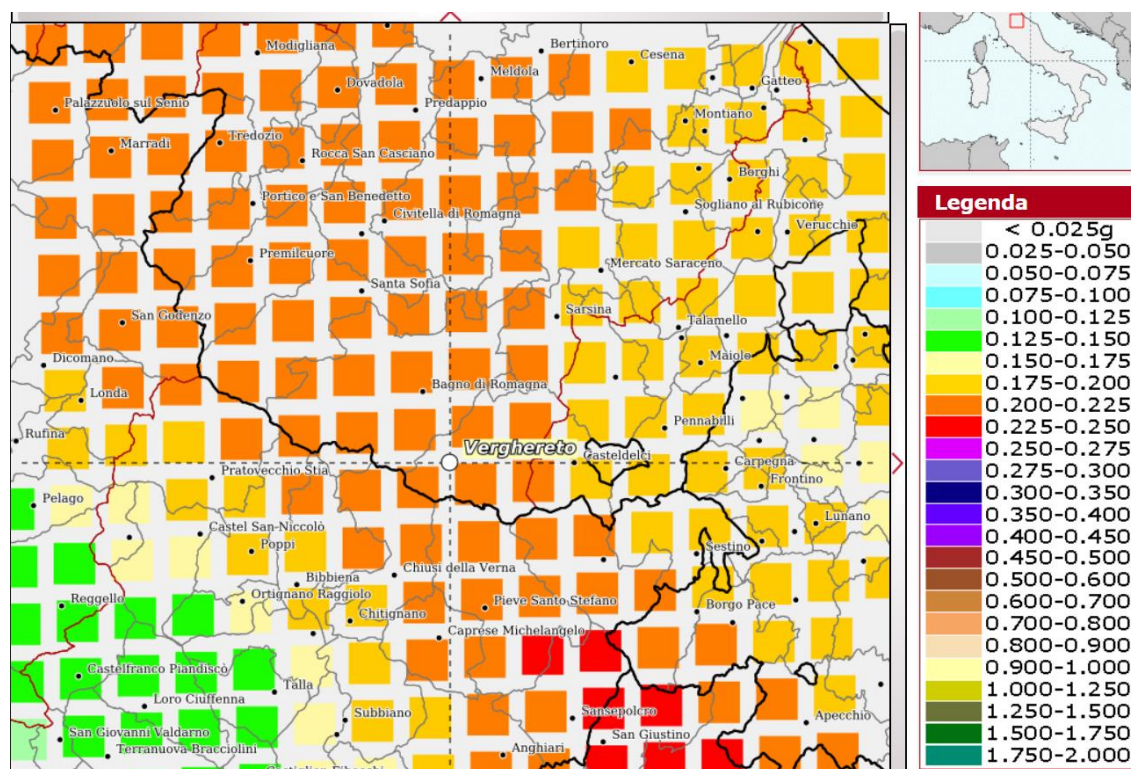 Modigliana
Bertinoro
Cesena
Meldola
Dovadola
Gatteo
Palazzuolo sul Senio
Predappio
Montiano
Marradi
Tredozio
Rocca San Casciano
Borghi
Portico e San Benedetto
Sogliano al Rubicone
Civitella di Romagna
Verucchio
Premilcuore
Mercato Saraceno
Santa Sofia
San Godenzo
Sarsina
Talamello
Dicomano
Maiolo
Londa
Bagno di Romagna
Pennabilli
Rufina
Verghereto
Casteldelci
Carpegna
Pratovecchio Stia
Frontino
Pelago
Lunano
Castel San Niccolò
Poppi
Sestino
Chiusi della Verna
Bibbiena
Reggello
Ortignano Raggiolo
Pieve Santo Stefano
Borgo Pace
Chitignano
Caprese Michelangelo
Castelfranco Piandiscò
Talla
Loro Ciuffenna
Subbiano
Sansepolcro
Apecchio
San Giovanni Valdarno
San Giustino
Terranuova Bracciolini
Anghiari
Legenda
< 0.025g
0.025-0.050
0.050-0.075
0.075-0.100
0.100-0.125
0.125-0.150
0.150-0.175
0.175-0.200
0.200-0.225
0.225-0.250
0.250-0.275
0.275-0.300
0.300-0.350
0.350-0.400
0.400-0.450
0.450-0.500
0.500-0.600
0.600-0.700
0.700-0.800
0.800-0.900
0.900-1.000
1.000-1.250
1.250-1.500
1.500-1.750
1.750-2.000